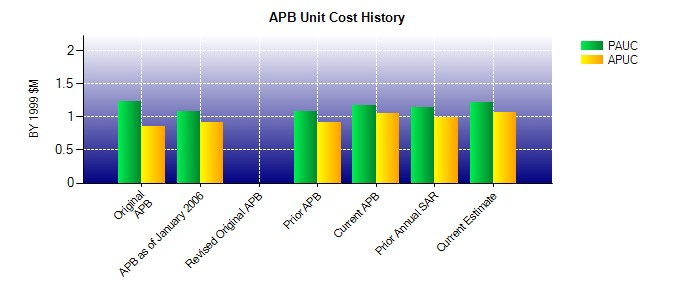 APB Unit Cost History
PAUC
APUC
BY 1999 $M
2
1.5
1
0.5
0
Original
APB
APB as of January 2006
Revised Original APB
Prior APB
Current APB
Prior Annual SAR
Current Estimate